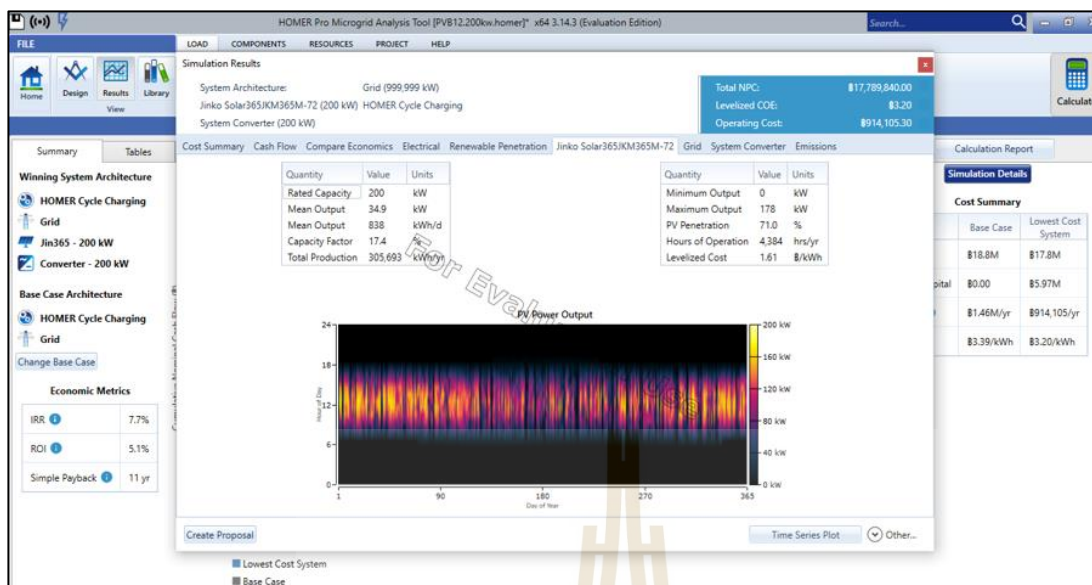 HOMER Pro Microgrid Analysis Tool [PVB12.200kw.homer]* x64 3.14.3 (Evaluation Edition)
Search...
FILE
LOAD COMPONENTS RESOURCES PROJECT HELP
Home Design Results Library
View
Calculat
Simulation Results
x
System Architecture: Grid (999,999 kW)
Jinko Solar365JKM365M-72 (200 kW) HOMER Cycle Charging
System Converter (200 kW)
Total NPC: ฿17,789,840.00
Levelized COE: ฿3.20
Operating Cost: ฿914,105.30
Cost Summary Cash Flow Compare Economics Electrical Renewable Penetration Jinko Solar365JKM365M-72 Grid System Converter Emissions
Quantity Value Units
Rated Capacity 200 kW
Mean Output 34.9 kW
Mean Output 838 kWh/d
Capacity Factor 17.4 %
Total Production 305,693 kWh/yr
Quantity Value Units
Minimum Output 0 kW
Maximum Output 178 kW
PV Penetration 71.0 %
Hours of Operation 4,384 hrs/yr
Levelized Cost 1.61 ฿/kWh
PV Power Output
24
18
12
6
0
Hour of Day
1 90 180 270 365
Day of Year
200 kW
160 kW
120 kW
80 kW
40 kW
0 kW
Create Proposal
Time Series Plot
Other...
Summary Tables
Winning System Architecture
HOMER Cycle Charging
Grid
Jin365 - 200 kW
Converter - 200 kW
Base Case Architecture
HOMER Cycle Charging
Grid
Change Base Case
Economic Metrics
IRR 7.7%
ROI 5.1%
Simple Payback 11 yr
Calculation Report
Simulation Details
Cost Summary
Base Case Lowest Cost System
฿18.8M ฿17.8M
pital ฿0.00 ฿5.97M
฿1.46M/yr ฿914,105/yr
฿3.39/kWh ฿3.20/kWh
Lowest Cost System
Base Case